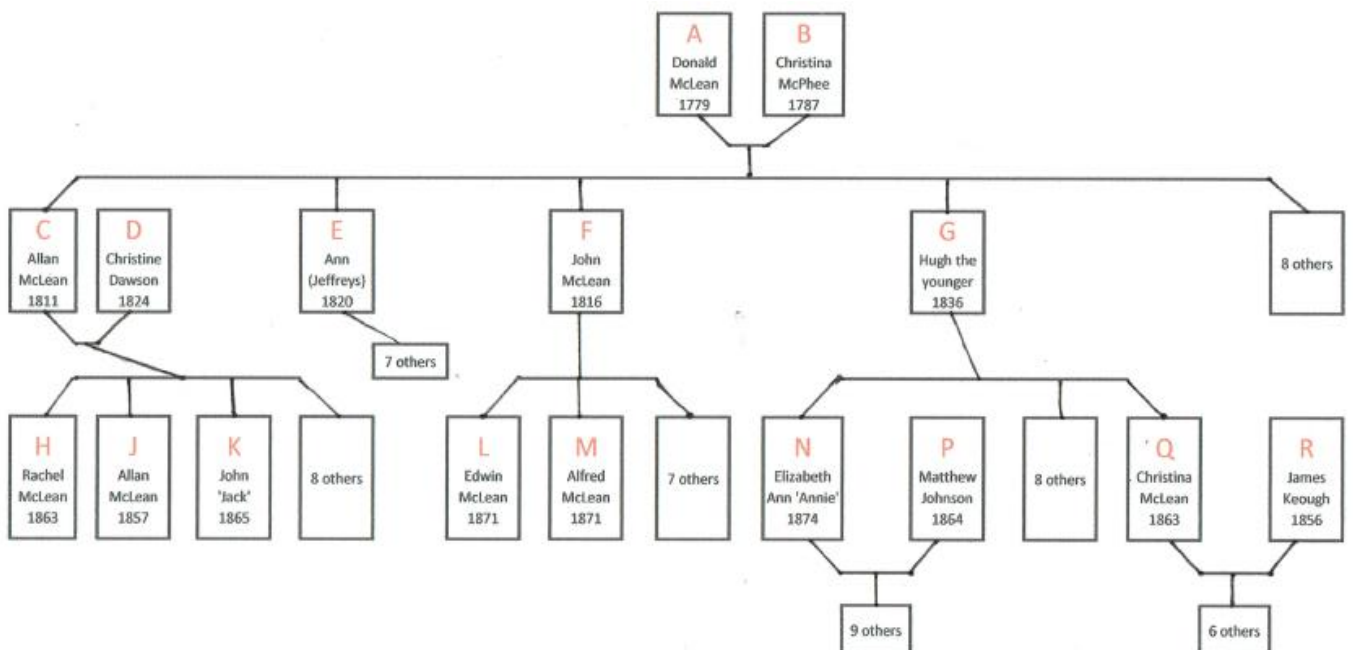 A
Donald
McLean
1779
B
Christina
McPhee
1787
C
Allan
McLean
1811
D
Christine
Dawson
1824
E
Ann
(Jeffreys)
1820
F
John
McLean
1816
G
Hugh the
younger
1836
8 others
7 others
H
Rachel
McLean
1863
J
Allan
McLean
1857
K
John
'Jack'
1865
8 others
L
Edwin
McLean
1871
M
Alfred
McLean
1871
7 others
N
Elizabeth
Ann 'Annie'
1874
P
Matthew
Johnson
1864
8 others
Q
Christina
McLean
1863
R
James
Keough
1856
9 others
6 others